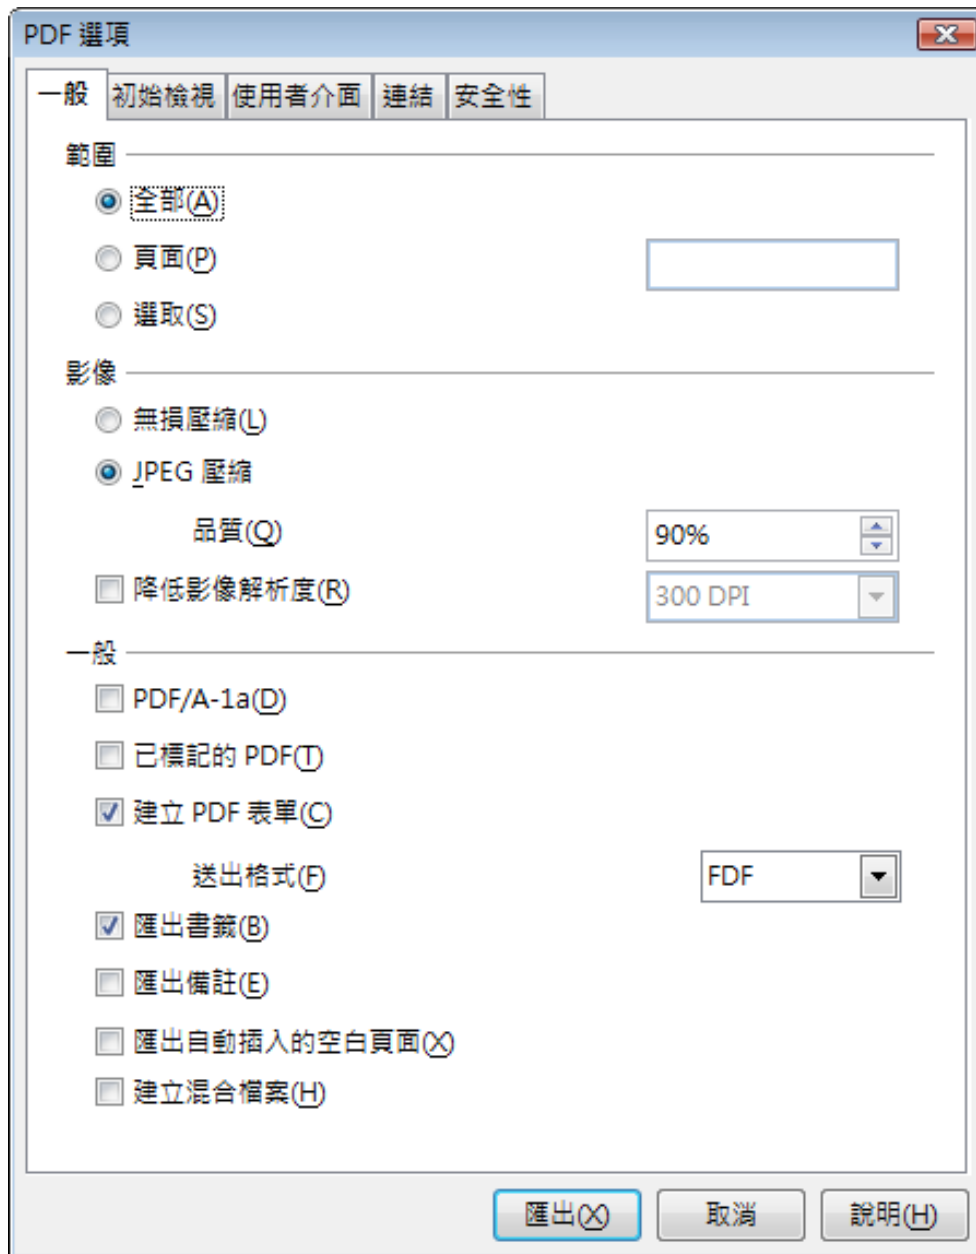 PDF 選項
一般 初始檢視 使用者介面 連結 安全性
範圍
全部(A)
頁面(P)
選取(S)
影像
無損壓縮(L)
JPEG 壓縮
品質(Q) 90%
降低影像解析度(R) 300 DPI
一般
PDF/A-1a(D)
已標記的 PDF(T)
建立 PDF 表單(C)
送出格式(F) FDF
匯出書籤(B)
匯出備註(E)
匯出自動插入的空白頁面(X)
建立混合檔案(H)
匯出(X) 取消 說明(H)